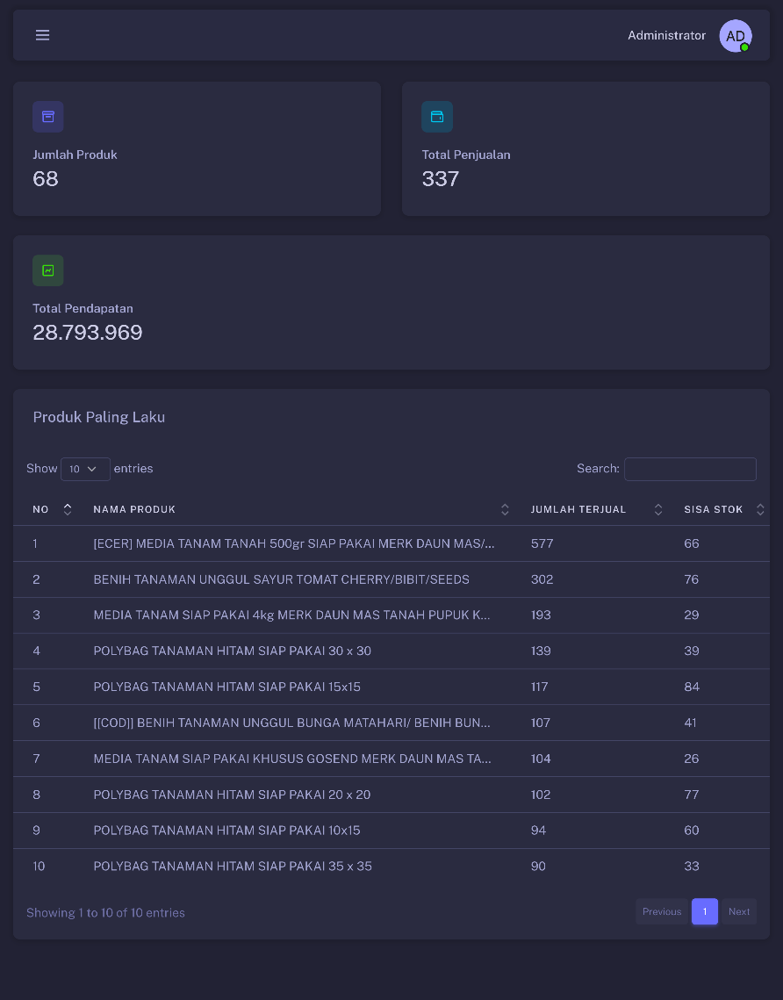 Administrator AD
Jumlah Produk
68
Total Penjualan
337
Total Pendapatan
28.793.969
Produk Paling Laku
Show 10 entries Search:
NO NAMA PRODUK JUMLAH TERJUAL SISA STOK
1 [ECER] MEDIA TANAM TANAH 500gr SIAP PAKAI MERK DAUN MAS/... 577 66
2 BENIH TANAMAN UNGGUL SAYUR TOMAT CHERRY/BIBIT/SEEDS 302 76
3 MEDIA TANAM SIAP PAKAI 4kg MERK DAUN MAS TANAH PUPUK K... 193 29
4 POLYBAG TANAMAN HITAM SIAP PAKAI 30 x 30 139 39
5 POLYBAG TANAMAN HITAM SIAP PAKAI 15x15 117 84
6 [[COD]] BENIH TANAMAN UNGGUL BUNGA MATAHARI/ BENIH BUN... 107 41
7 MEDIA TANAM SIAP PAKAI KHUSUS GOSEND MERK DAUN MAS TA... 104 26
8 POLYBAG TANAMAN HITAM SIAP PAKAI 20 x 20 102 77
9 POLYBAG TANAMAN HITAM SIAP PAKAI 10x15 94 60
10 POLYBAG TANAMAN HITAM SIAP PAKAI 35 x 35 90 33
Showing 1 to 10 of 10 entries Previous 1 Next